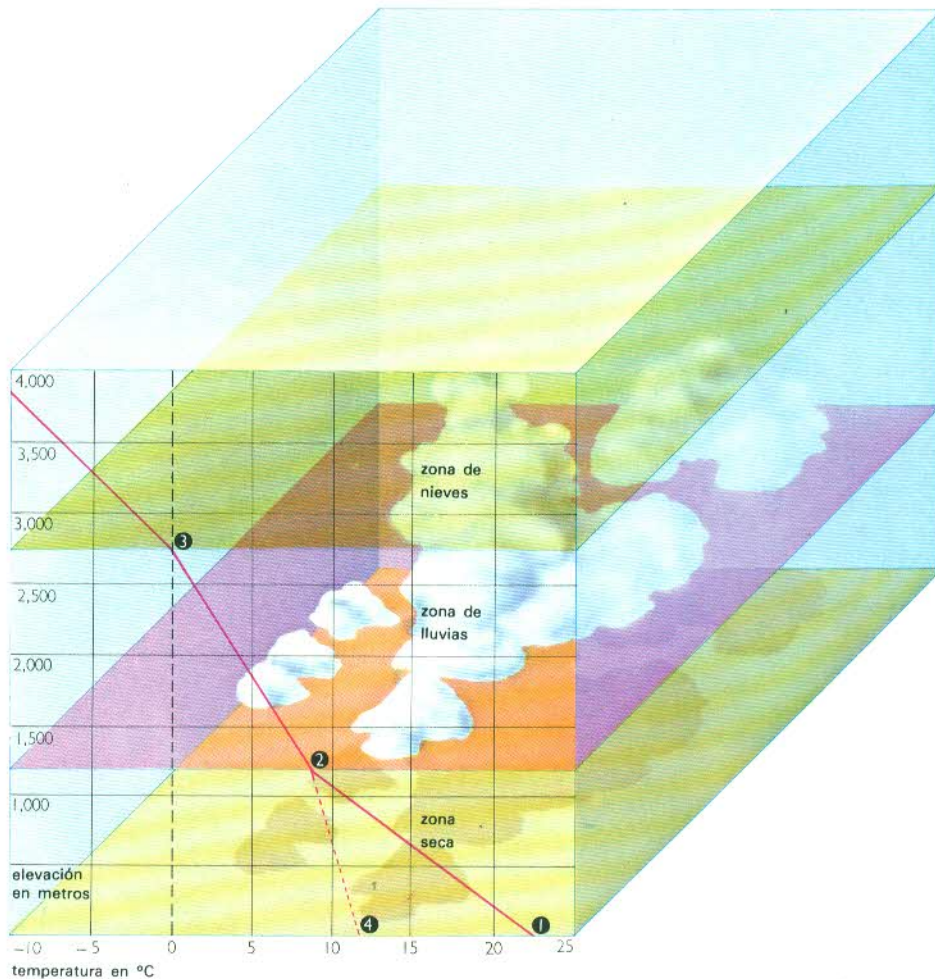 4,000
3,500
zona de
nieves
3,000
3
2,500
zona de
lluvias
2,000
1,500
2
1,000
zona
seca
elevación
en metros
4
1
−10 −5 0 5 10 15 20 25
temperatura en °C